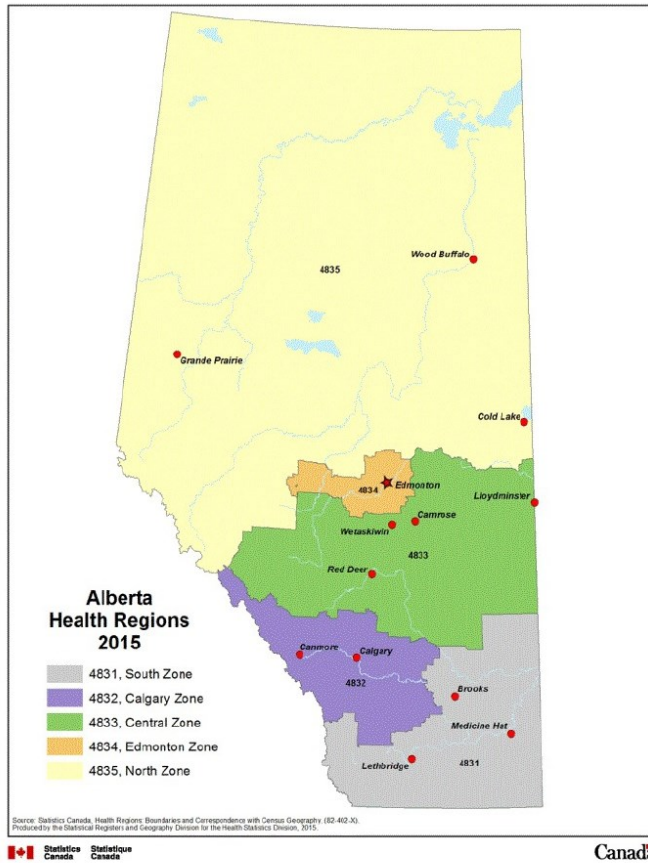 Wood Buffalo
4835
Grande Prairie
Cold Lake
4834
Edmonton
Lloydminster
Camrose
Wetaskiwin
4833
Red Deer
Alberta
Health Regions
2015
4831, South Zone
4832, Calgary Zone
4833, Central Zone
4834, Edmonton Zone
4835, North Zone
Canmore
Calgary
4832
Brooks
Medicine Hat
Lethbridge
4831
Source: Statistics Canada, Health Regions: Boundaries and Correspondence with Census Geography. (82-402-X).
Produced by the Statistical Registers and Geography Division for the Health Statistics Division, 2015.
Statistics Statistique
Canada Canada
Canad